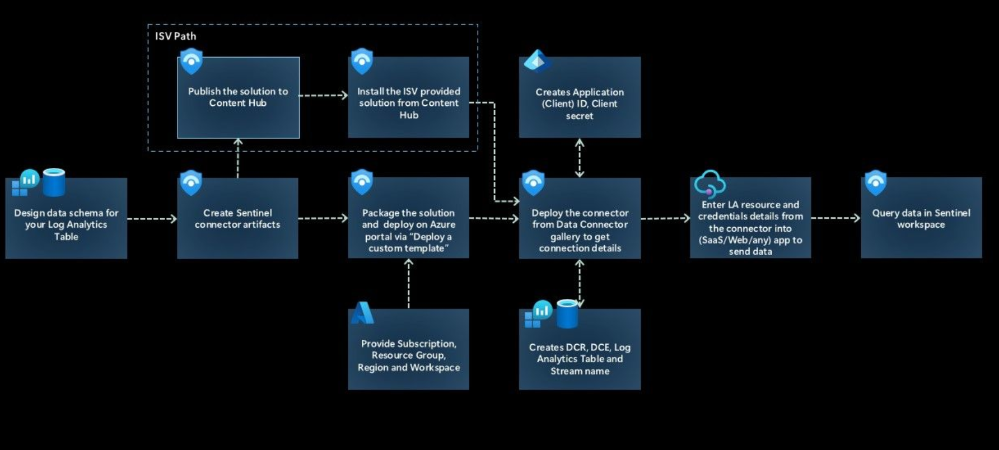 ISV Path
Publish the solution to
Content Hub
Install the ISV provided
solution from Content
Hub
Creates Application
(Client) ID, Client
secret
Design data schema for
your Log Analytics
Table
Create Sentinel
connector artifacts
Package the solution
and deploy on Azure
portal via “Deploy a
custom template”
Deploy the connector
from Data Connector
gallery to get
connection details
Enter LA resource and
credentials details from
the connector into
(SaaS/Web/any) app to
send data
Query data in Sentinel
workspace
Provide Subscription,
Resource Group,
Region and Workspace
Creates DCR, DCE, Log
Analytics Table and
Stream name